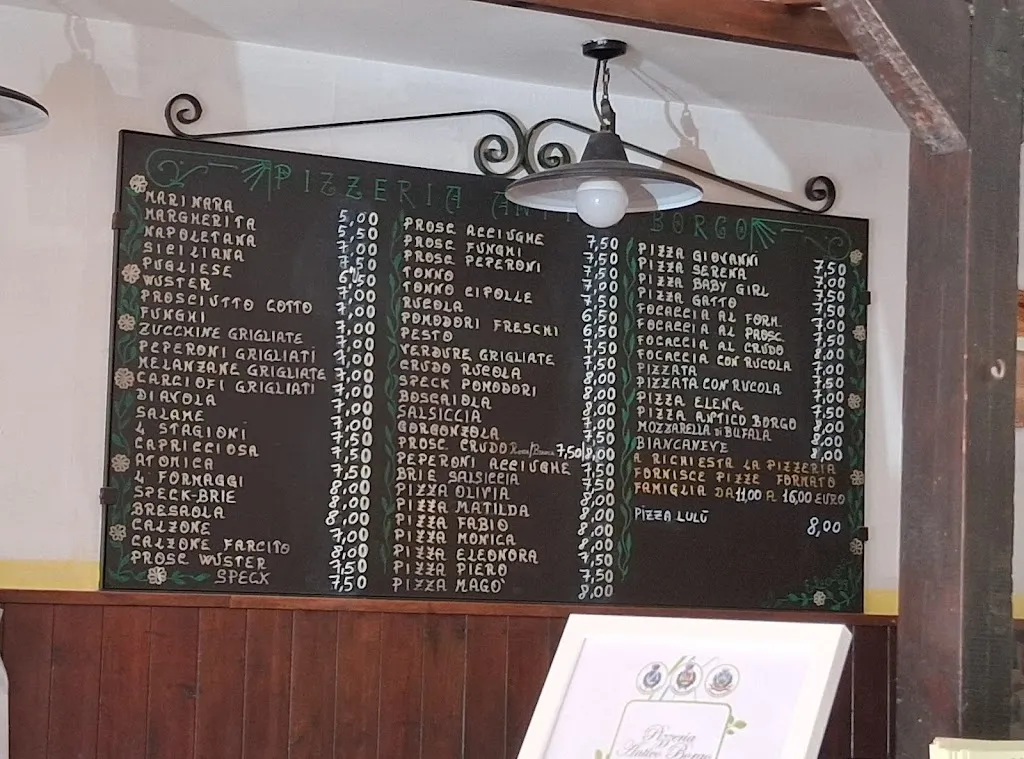 PIZZERIA ANTI BORGO
MARINARA 5,00
MARGHERITA 5,50
NAPOLETANA 7,00
SICILIANA 7,50
PUGLIESE 6,50
WUSTER 7,00
PROSCIUTTO COTTO 7,00
FUNGHI 7,00
ZUCCHINE GRIGLIATE 7,00
PEPERONI GRIGLIATI 7,00
MELANZANE GRIGLIATE 7,00
CARCIOFI GRIGLIATI 7,00
DIAVOLA 7,00
SALAME 7,50
4 STAGIONI 7,50
CAPRICCIOSA 7,50
ATOMICA 7,50
4 FORMAGGI 8,00
SPECK-BRIE 8,00
BRESAOLA 8,00
CALZONE 7,00
CALZONE FARCITO 8,00
PROSC WUSTER 7,50
SPECK 7,50
PROSC ACCIUGHE 7,50
PROSC FUNGHI 7,50
PROSC PEPERONI 7,50
TONNO 7,00
TONNO CIPOLLE 7,50
RUCOLA 6,50
POMODORI FRESCHI 6,50
PESTO 7,50
VERDURE GRIGLIATE 7,50
CRUDO RUCOLA 8,00
SPECK POMODORI 8,00
BOSCAIOLA 7,50
SALSICCIA 7,50
GORGONZOLA 7,50
PROSC CRUDO 7,50/8,00
PEPERONI ACCIUGHE 7,50
BRIE SALSICCIA 8,00
PIZZA OLIVIA 8,00
PIZZA MATILDA 8,00
PIZZA FABIO 8,00
PIZZA MONICA 7,50
PIZZA ELEONORA 7,50
PIZZA PIERO 7,50
PIZZA MAGO' 8,00
PIZZA GIOVANNI 7,50
PIZZA SERENA 7,00
PIZZA BABY GIRL 7,50
PIZZA GATTO 7,50
FOCACCIA AL FORM. 7,50
FOCACCIA AL PROSC. 7,50
FOCACCIA AL CRUDO 8,00
FOCACCIA CON RUCOLA 7,50
PIZZATA 7,00
PIZZATA CON RUCOLA 7,50
PIZZA ELENA 7,50
PIZZA ANTICO BORGO 8,00
MOZZARELLA di BUFALA 8,00
BIANCANEVE 8,00
A RICHIESTA LA PIZZERIA
FORNISCE PIZZE FORMATO
FAMIGLIA DA 11,00 A 16,00 EURO
PIZZA LULÙ 8,00
Pizzeria
Antico Borgo